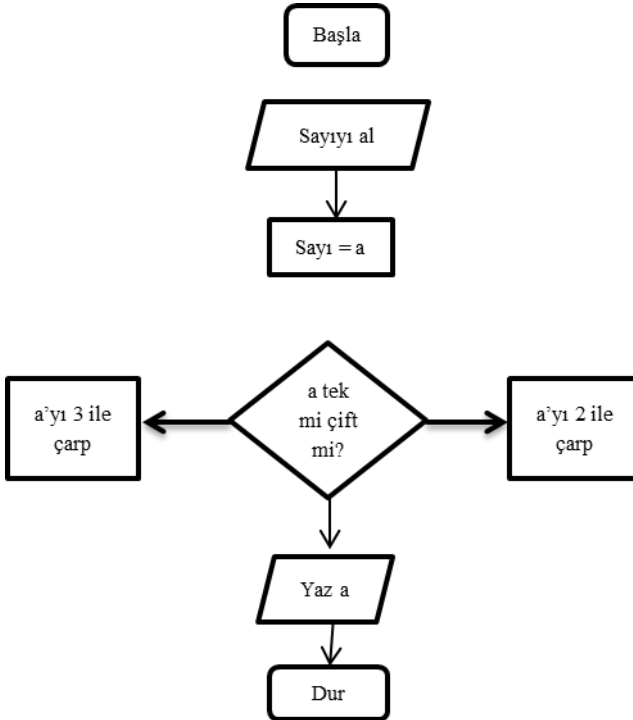 Başla
Sayıyı al
Sayı = a
a'yı 3 ile
çarp
a tek
mi çift
mi?
a'yı 2 ile
çarp
Yaz a
Dur